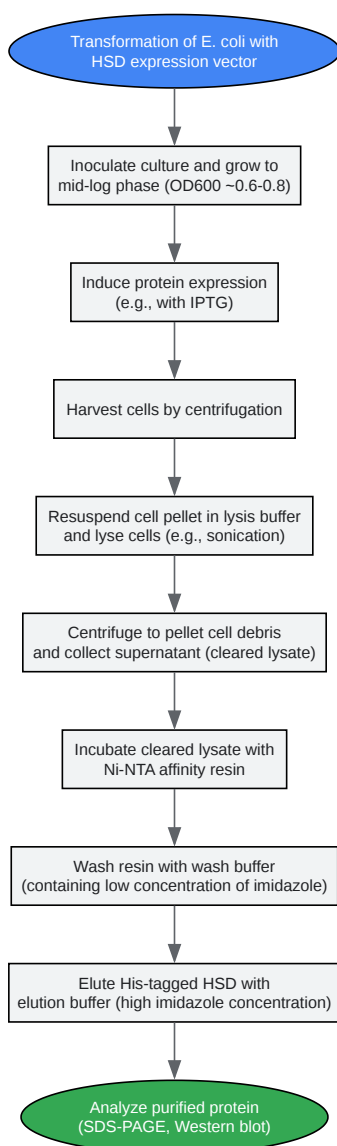 Transformation of E. coli with
HSD expression vector
Inoculate culture and grow to
mid-log phase (OD600 ~0.6-0.8)
Induce protein expression
(e.g., with IPTG)
Harvest cells by centrifugation
Resuspend cell pellet in lysis buffer
and lyse cells (e.g., sonication)
Centrifuge to pellet cell debris
and collect supernatant (cleared lysate)
Incubate cleared lysate with
Ni-NTA affinity resin
Wash resin with wash buffer
(containing low concentration of imidazole)
Elute His-tagged HSD with
elution buffer (high imidazole concentration)
Analyze purified protein
(SDS-PAGE, Western blot)